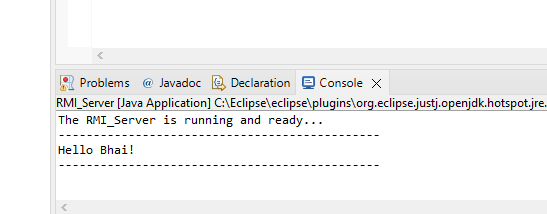 Problems @ Javadoc Declaration Console
RMI_Server [Java Application] C:\Eclipse\eclipse\plugins\org.eclipse.justj.openjdk.hotspot.jre.
The RMI_Server is running and ready...
----------------------------------------------
Hello Bhai!
----------------------------------------------